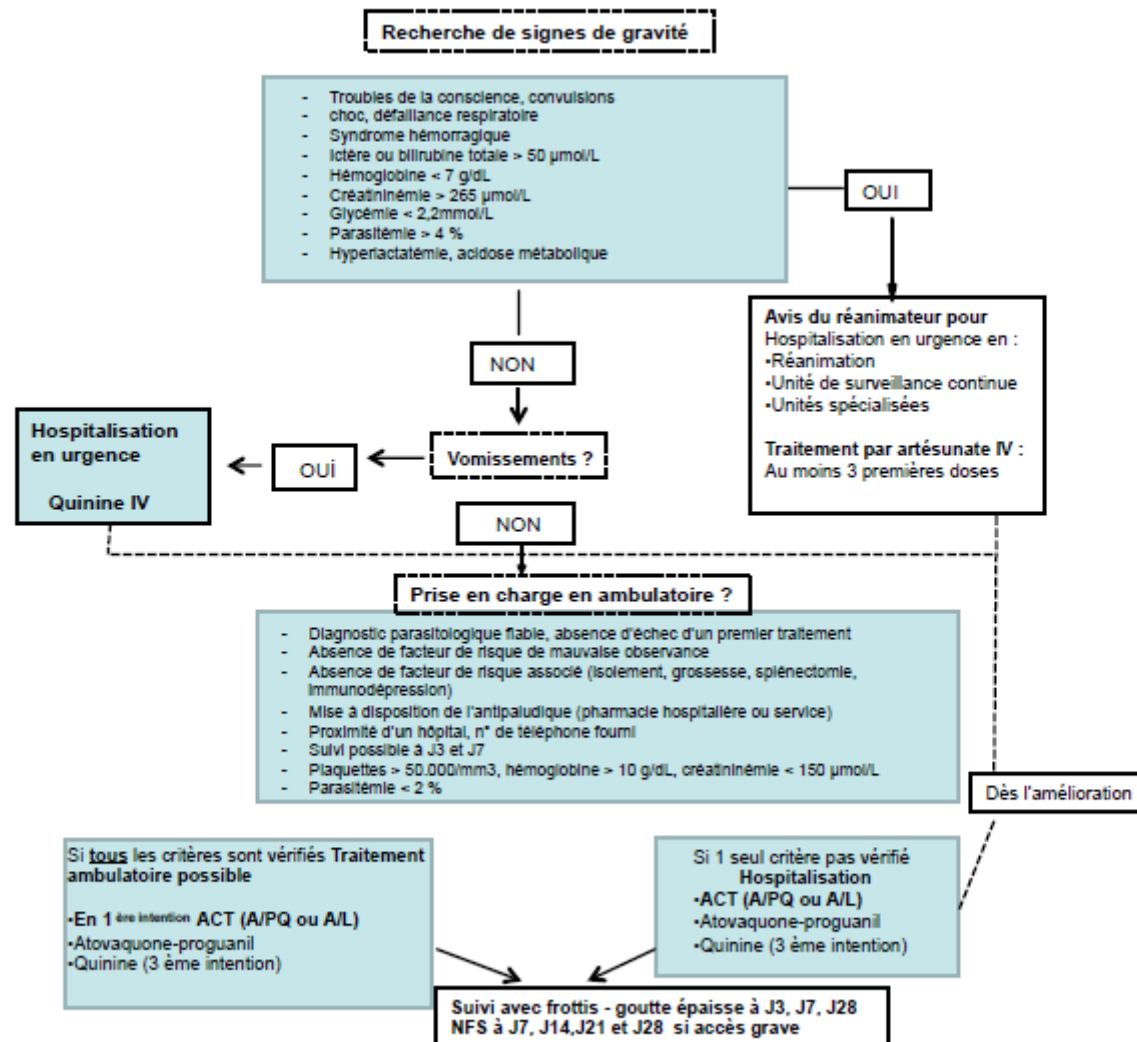 Recherche de signes de gravité
- Troubles de la conscience, convulsions
- choc, défaillance respiratoire
- Syndrome hémorragique
- Ictère ou bilirubine totale > 50 µmol/L
- Hémoglobine < 7 g/dL
- Créatininémie > 265 µmol/L
- Glycémie < 2,2mmol/L
- Parasitémie > 4 %
- Hyperlactatémie, acidose métabolique
OUI
Avis du réanimateur pour
Hospitalisation en urgence en :
•Réanimation
•Unité de surveillance continue
•Unités spécialisées
Traitement par artésunate IV :
Au moins 3 premières doses
NON
Vomissements ?
OUI
Hospitalisation
en urgence
Quinine IV
NON
Prise en charge en ambulatoire ?
- Diagnostic parasitologique fiable, absence d'échec d'un premier traitement
- Absence de facteur de risque de mauvaise observance
- Absence de facteur de risque associé (isolement, grossesse, splénectomie,
immunodépression)
- Mise à disposition de l'antipaludique (pharmacie hospitalière ou service)
- Proximité d'un hôpital, n° de téléphone fourni
- Suivi possible à J3 et J7
- Plaquettes > 50.000/mm3, hémoglobine > 10 g/dL, créatininémie < 150 µmol/L
- Parasitémie < 2 %
Dès l'amélioration
Si tous les critères sont vérifiés Traitement
ambulatoire possible
•En 1 ère intention ACT (A/PQ ou A/L)
•Atovaquone-proguanil
•Quinine (3 ème intention)
Si 1 seul critère pas vérifié
Hospitalisation
•ACT (A/PQ ou A/L)
•Atovaquone-proguanil
•Quinine (3 ème intention)
Suivi avec frottis - goutte épaisse à J3, J7, J28
NFS à J7, J14,J21 et J28 si accès grave